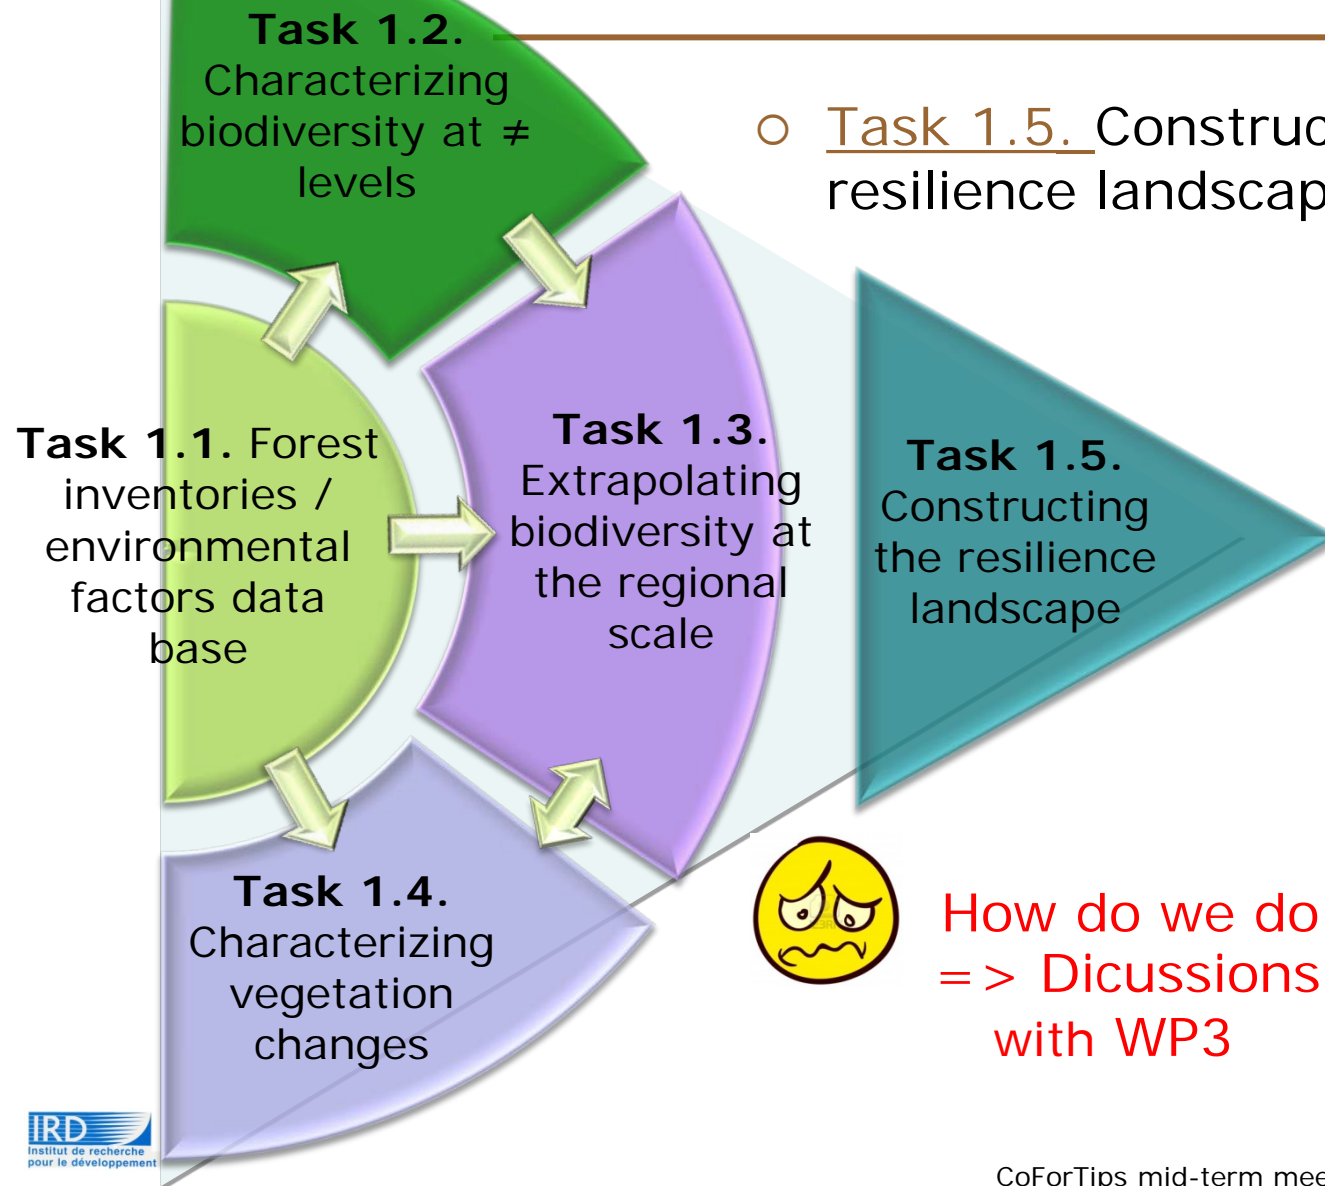 Task 1.2.
Characterizing
biodiversity at ≠
levels
Task 1.5. Construc
resilience landscap
Task 1.1. Forest
inventories /
environmental
factors data
base
Task 1.3.
Extrapolating
biodiversity at
the regional
scale
Task 1.5.
Constructing
the resilience
landscape
Task 1.4.
Characterizing
vegetation
changes
How do we do
=> Dicussions
with WP3
IRD
Institut de recherche
pour le développement
CoForTips mid-term mee